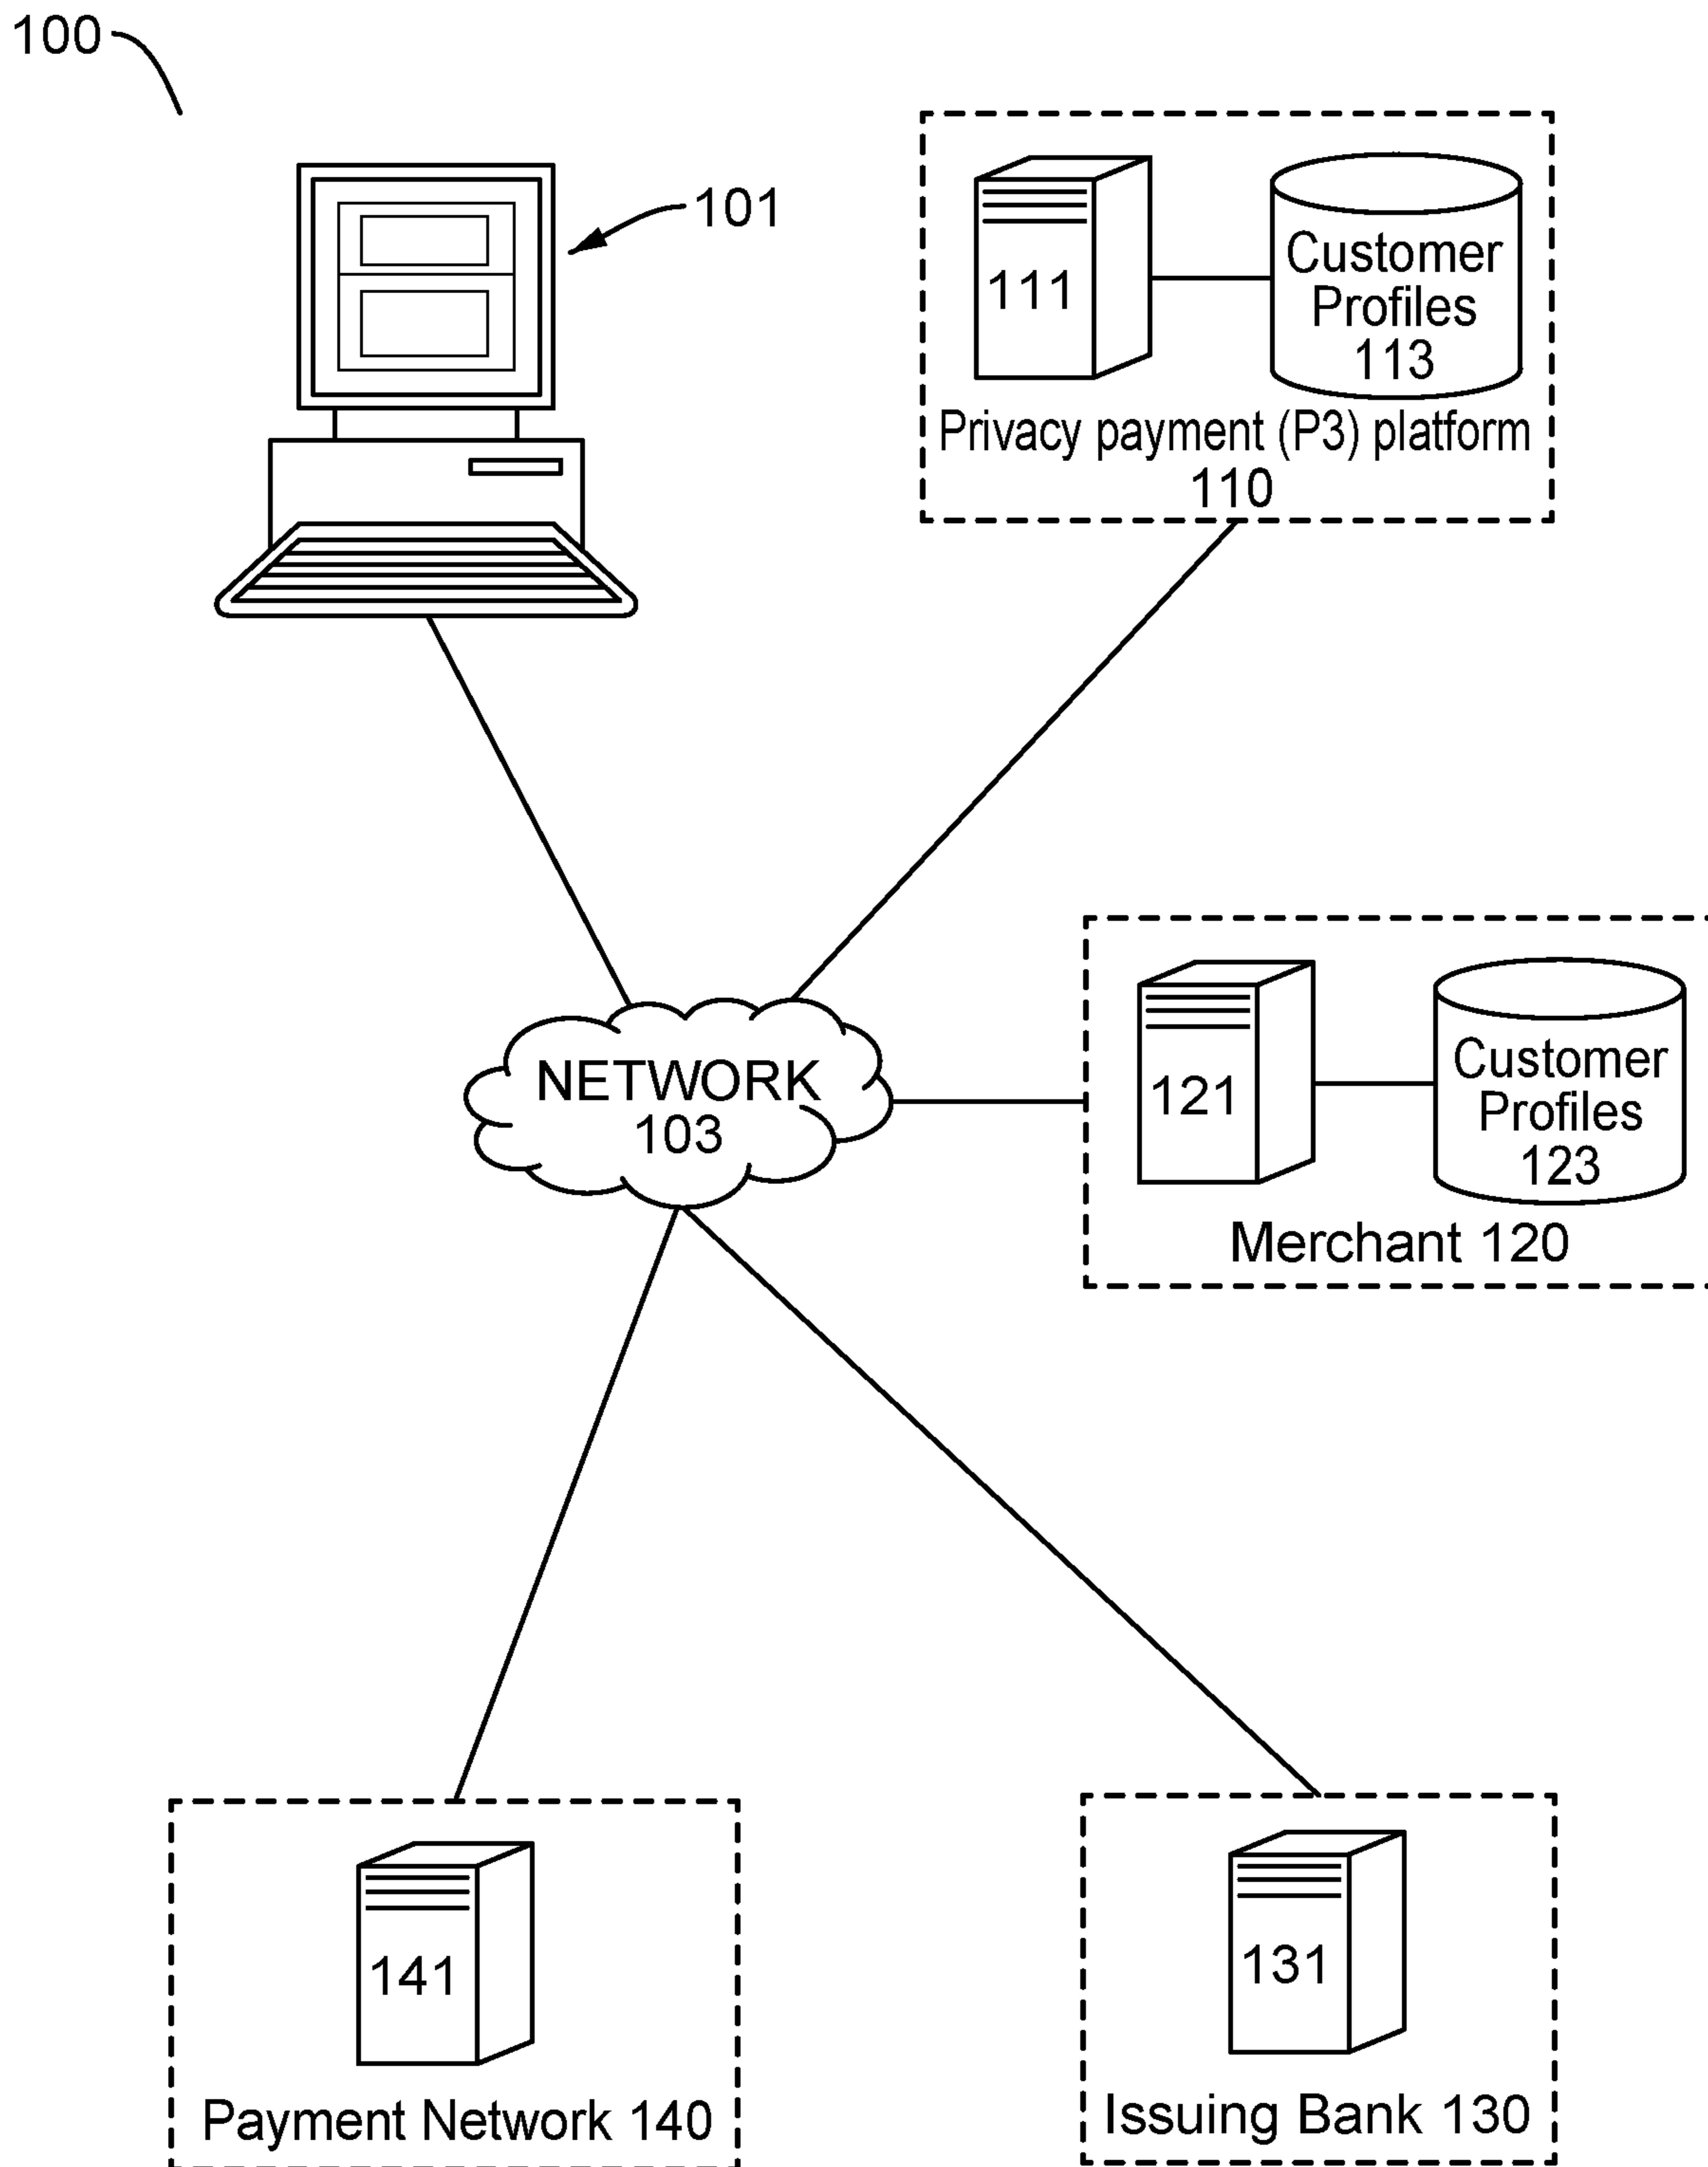 100
101
111
Customer
Profiles
113
Privacy payment (P3) platform
110
NETWORK
103
121
Customer
Profiles
123
Merchant 120
141
Payment Network 140
131
Issuing Bank 130